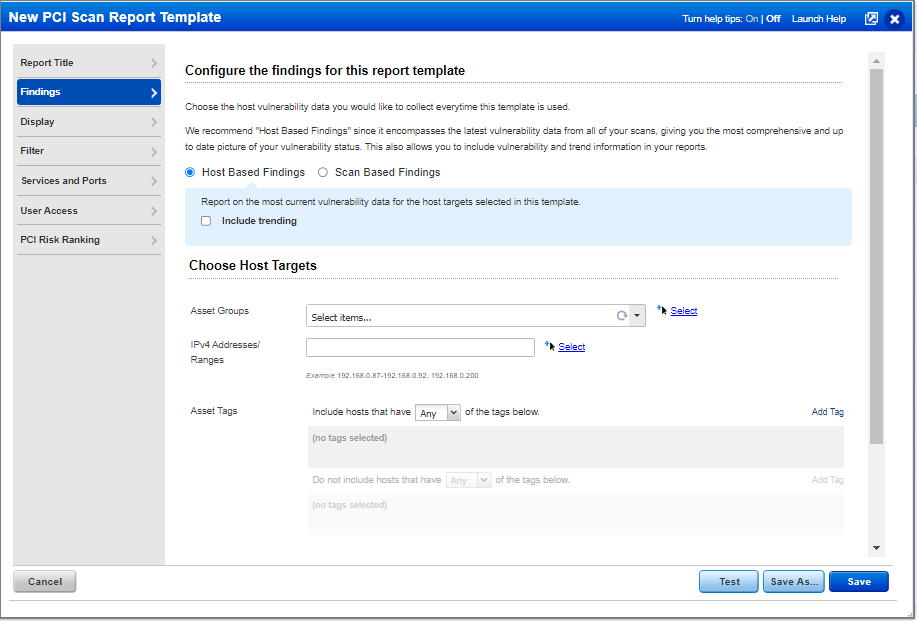 New PCI Scan Report Template
Turn help tips: On | Off Launch Help
Report Title
Findings
Display
Filter
Services and Ports
User Access
PCI Risk Ranking
Configure the findings for this report template
Choose the host vulnerability data you would like to collect everytime this template is used.
We recommend "Host Based Findings" since it encompasses the latest vulnerability data from all of your scans, giving you the most comprehensive and up
to date picture of your vulnerability status. This also allows you to include vulnerability and trend information in your reports.
Host Based Findings Scan Based Findings
Report on the most current vulnerability data for the host targets selected in this template.
Include trending
Choose Host Targets
Asset Groups Select items... Select
IPv4 Addresses/
Ranges
Select
Example 192.168.0.87-192.168.0.92, 192.168.0.200
Asset Tags Include hosts that have Any of the tags below. Add Tag
(no tags selected)
Do not include hosts that have Any of the tags below. Add Tag
(no tags selected)
Cancel Test Save As... Save